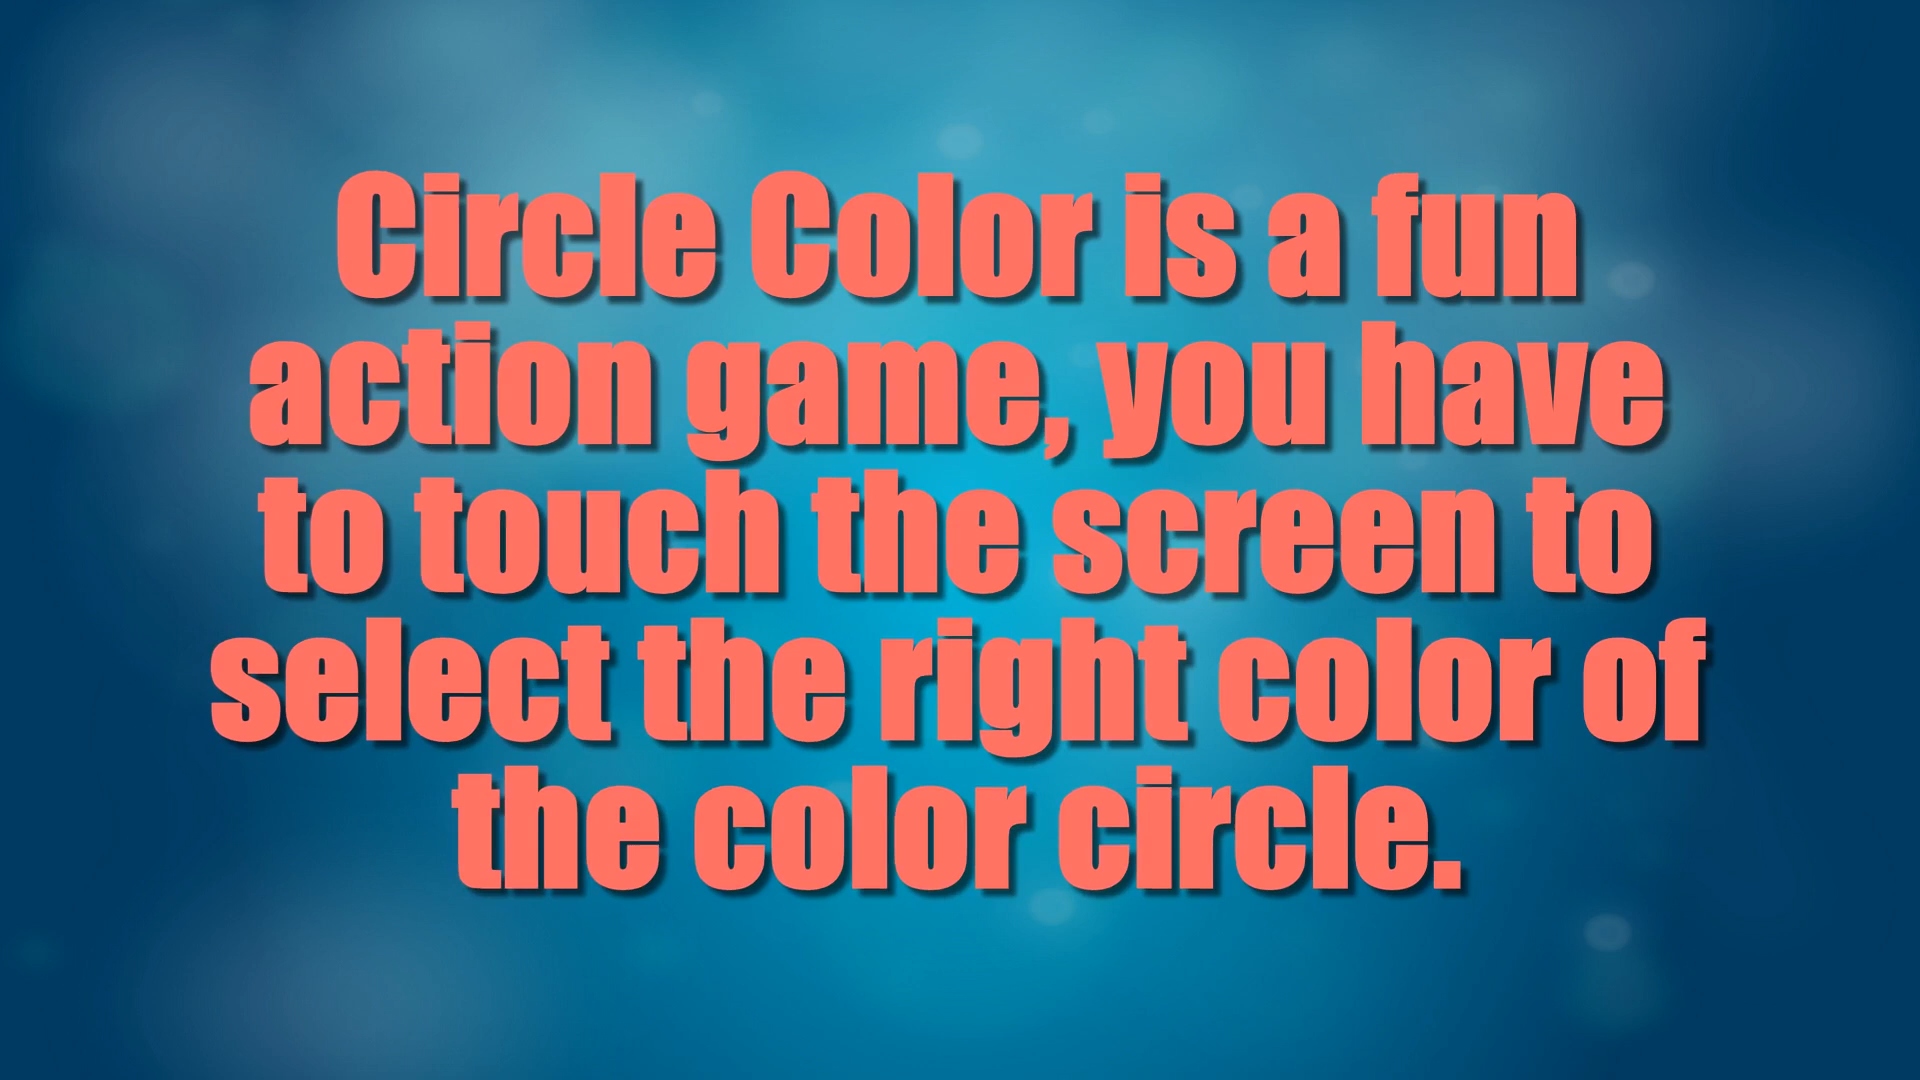 Circle Color is a fun
action game, you have
to touch the screen to
select the right color of
the color circle.